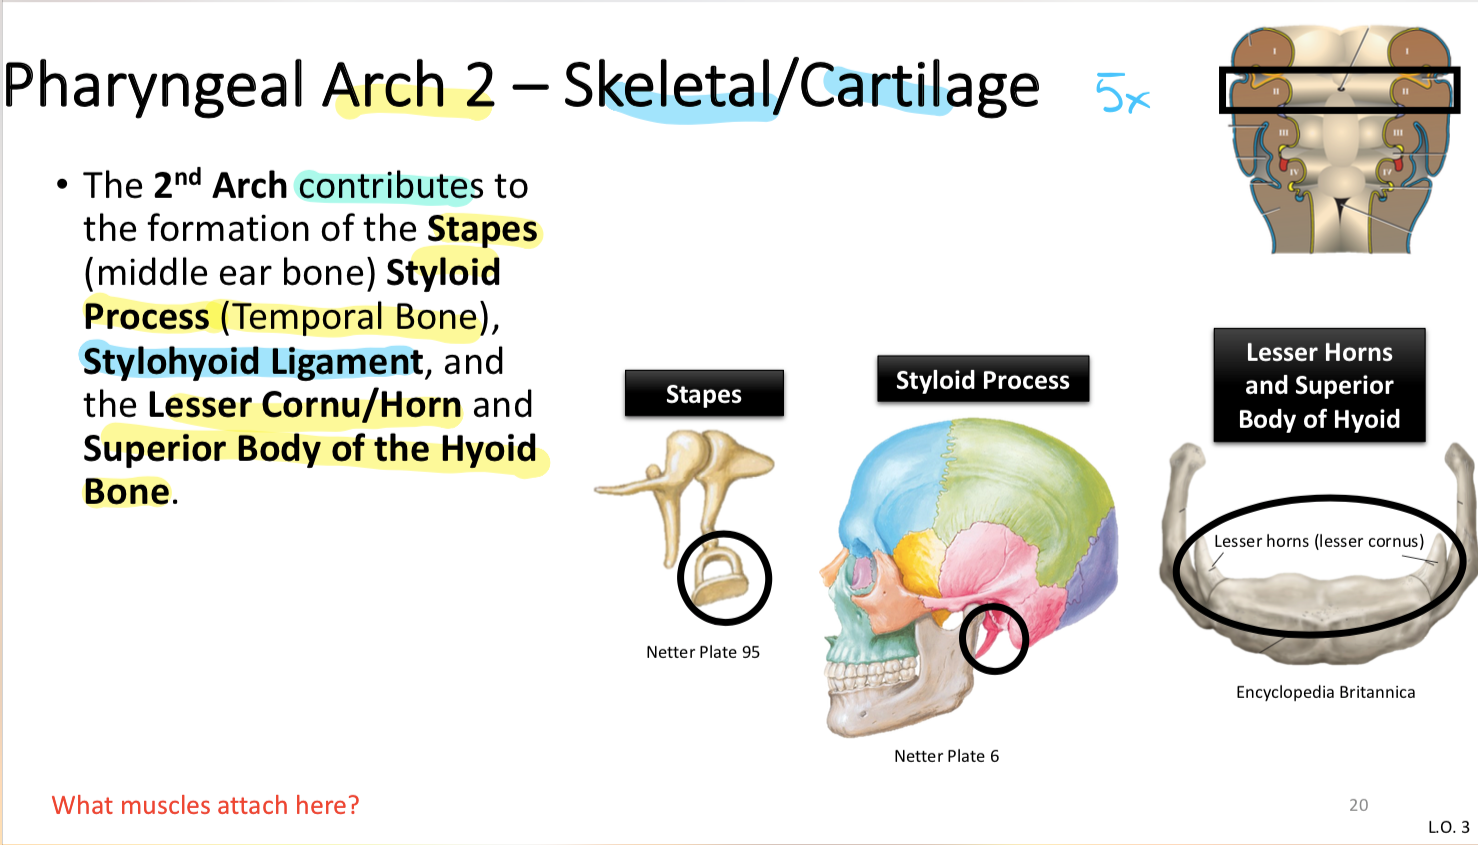 Pharyngeal Arch 2 – Skeletal/Cartilage 5x
• The 2nd Arch contributes to
the formation of the Stapes
(middle ear bone) Styloid
Process (Temporal Bone),
Stylohyoid Ligament, and
the Lesser Cornu/Horn and
Superior Body of the Hyoid
Bone.
I I
II II
III III
IV IV
Stapes
Netter Plate 95
Styloid Process
Netter Plate 6
Lesser Horns
and Superior
Body of Hyoid
Lesser horns (lesser cornus)
Encyclopedia Britannica
What muscles attach here?
20
L.O. 3